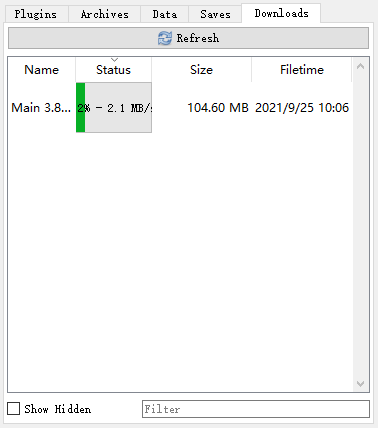 Plugins Archives Data Saves Downloads
Refresh
Name Status Size Filetime
Main 3.8... 2% - 2.1 MB/s 104.60 MB 2021/9/25 10:06
Show Hidden Filter